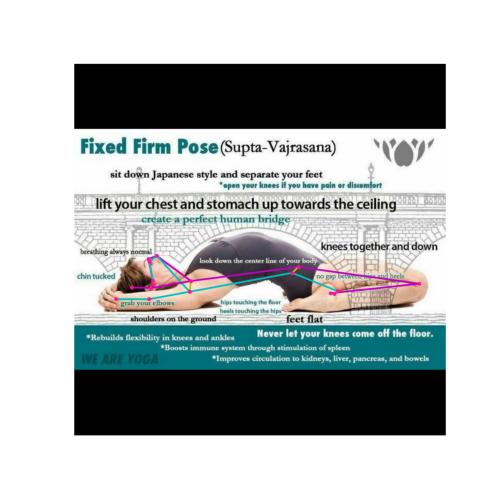 Fixed Firm Pose (Supta-Vajrasana)
sit down Japanese style and separate your feet
*open your knees if you have pain or discomfort
lift your chest and stomach up towards the ceiling
create a perfect human bridge
knees together and down
breathing always normal
look down the center line of your body
chin tucked
no gap between hips and heels
grab your elbows
hips touching the floor
heels touching the hips
shoulders on the ground
feet flat
Never let your knees come off the floor.
*Rebuilds flexibility in knees and ankles
*Boosts immune system through stimulation of spleen
WE ARE YOGA
*Improves circulation to kidneys, liver, pancreas, and bowels